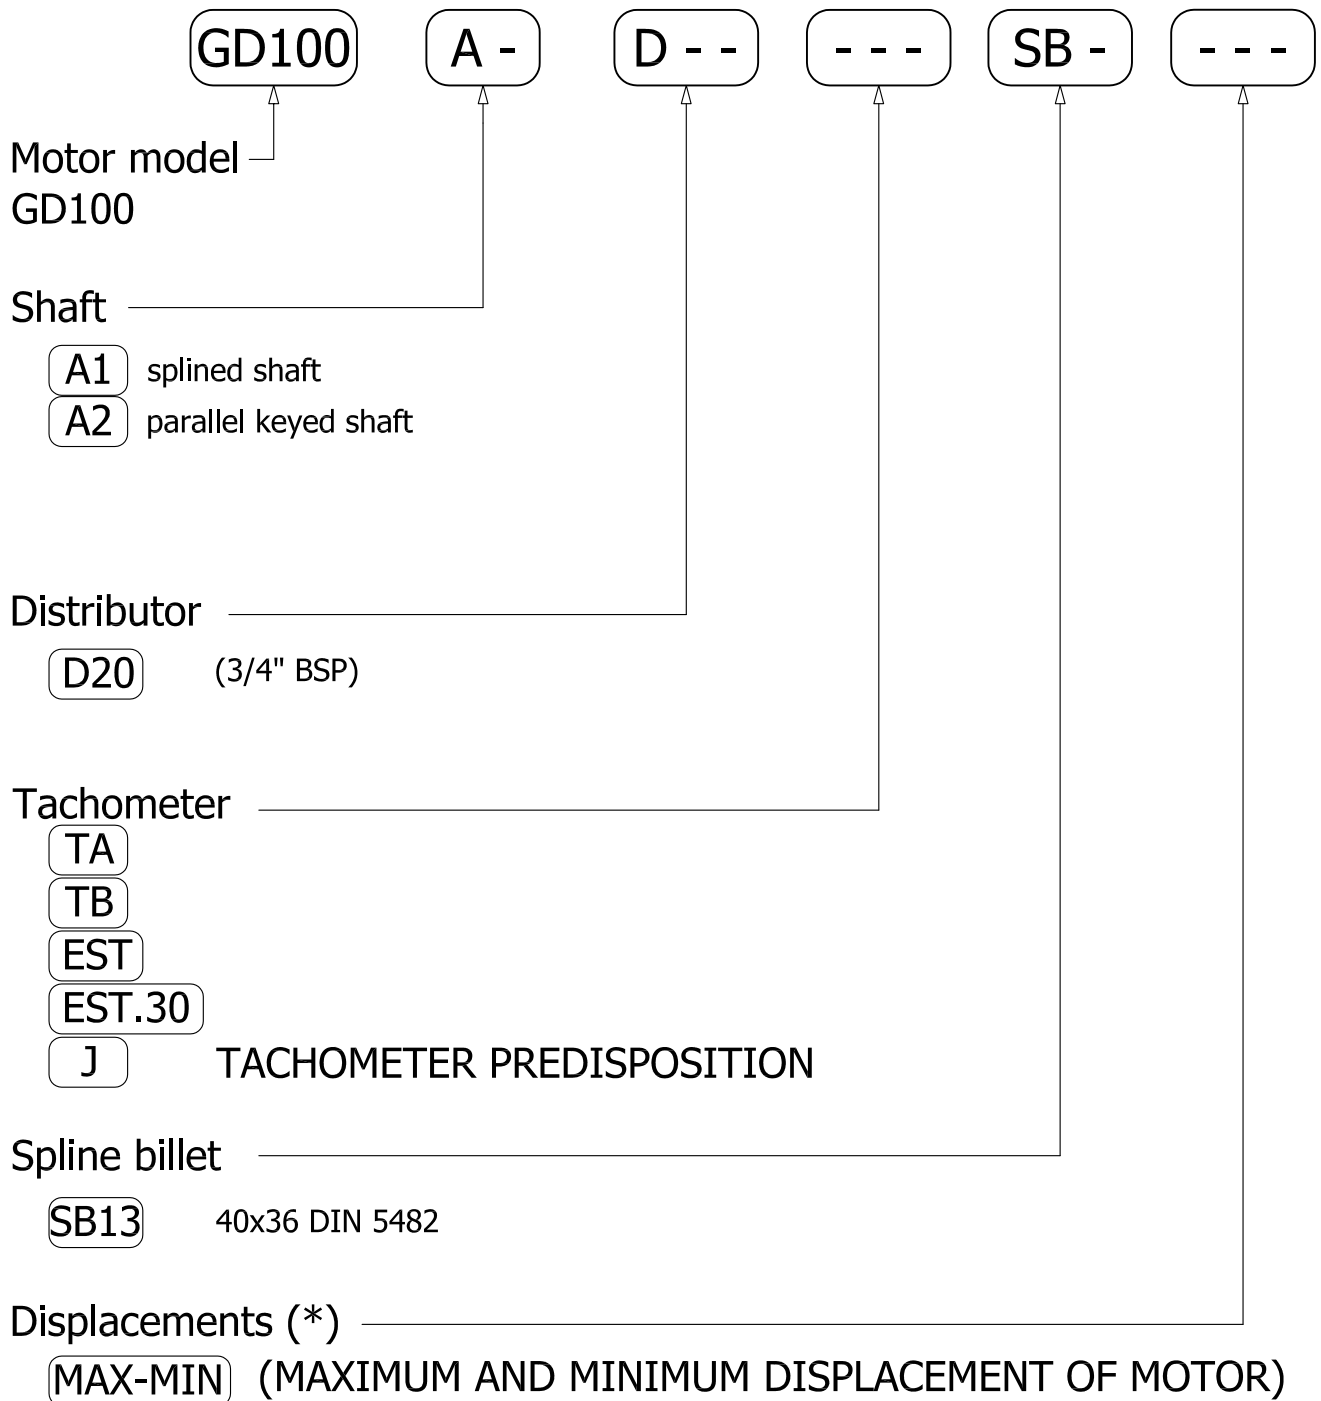 GD100 A - D - - - - - SB - - - -
Motor model
GD100
Shaft
A1 splined shaft
A2 parallel keyed shaft
Distributor
D20 (3/4" BSP)
Tachometer
TA
TB
EST
EST.30
J TACHOMETER PREDISPOSITION
Spline billet
SB13 40x36 DIN 5482
Displacements (*)
MAX-MIN (MAXIMUM AND MINIMUM DISPLACEMENT OF MOTOR)